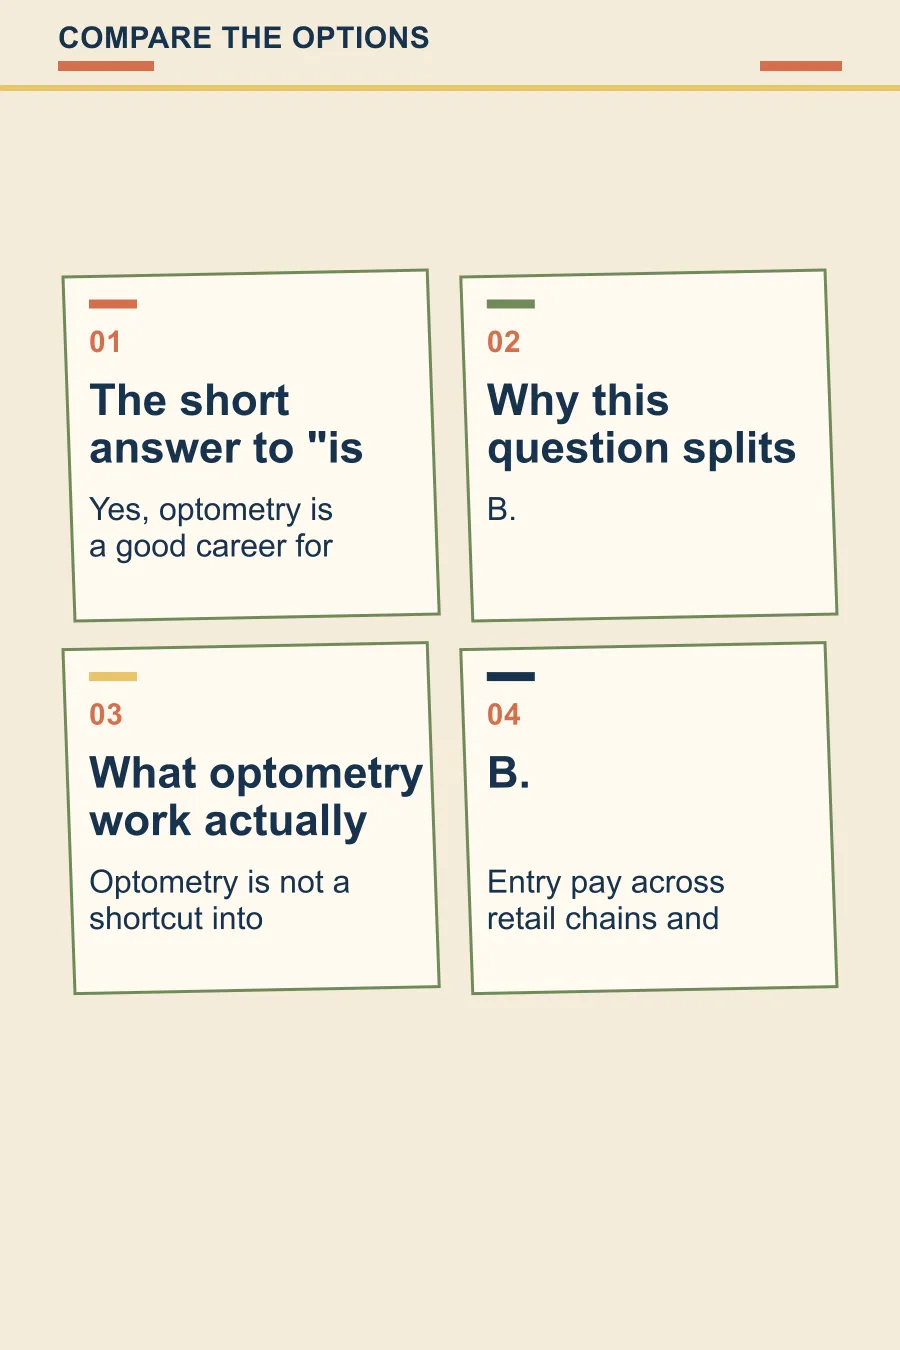 COMPARE THE OPTIONS
01
The short
answer to "is
Yes, optometry is
a good career for
02
Why this
question splits
B.
03
What optometry
work actually
Optometry is not a
shortcut into
04
B.
Entry pay across
retail chains and